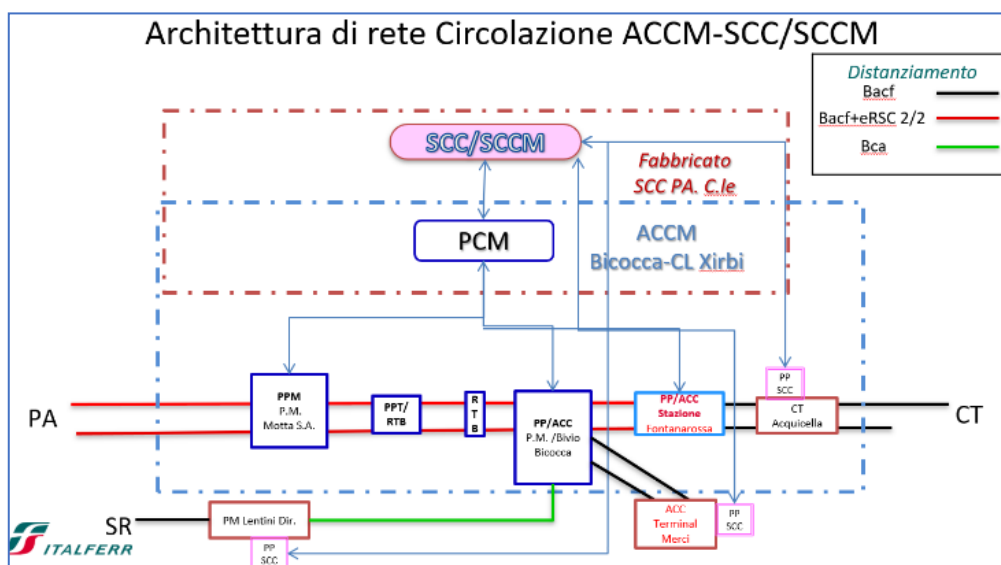 Architettura di rete Circolazione ACCM-SCC/SCCM
Distanziamento
Bacf
Bacf+eRSC 2/2
Bca
SCC/SCCM
Fabbricato
SCC PA. C.le
PCM
ACCM
Bicocca-CL Xirbi
PA
PPM
P.M.
Motta S.A.
PPT/
RTB
R
T
B
PP/ACC
P.M. /Bivio
Bicocca
PP/ACC
Stazione
Fontanarossa
PP
SCC
CT
Acquicella
CT
SR
PM Lentini Dir.
PP
SCC
ACC
Terminal
Merci
PP
SCC
ITALFERR